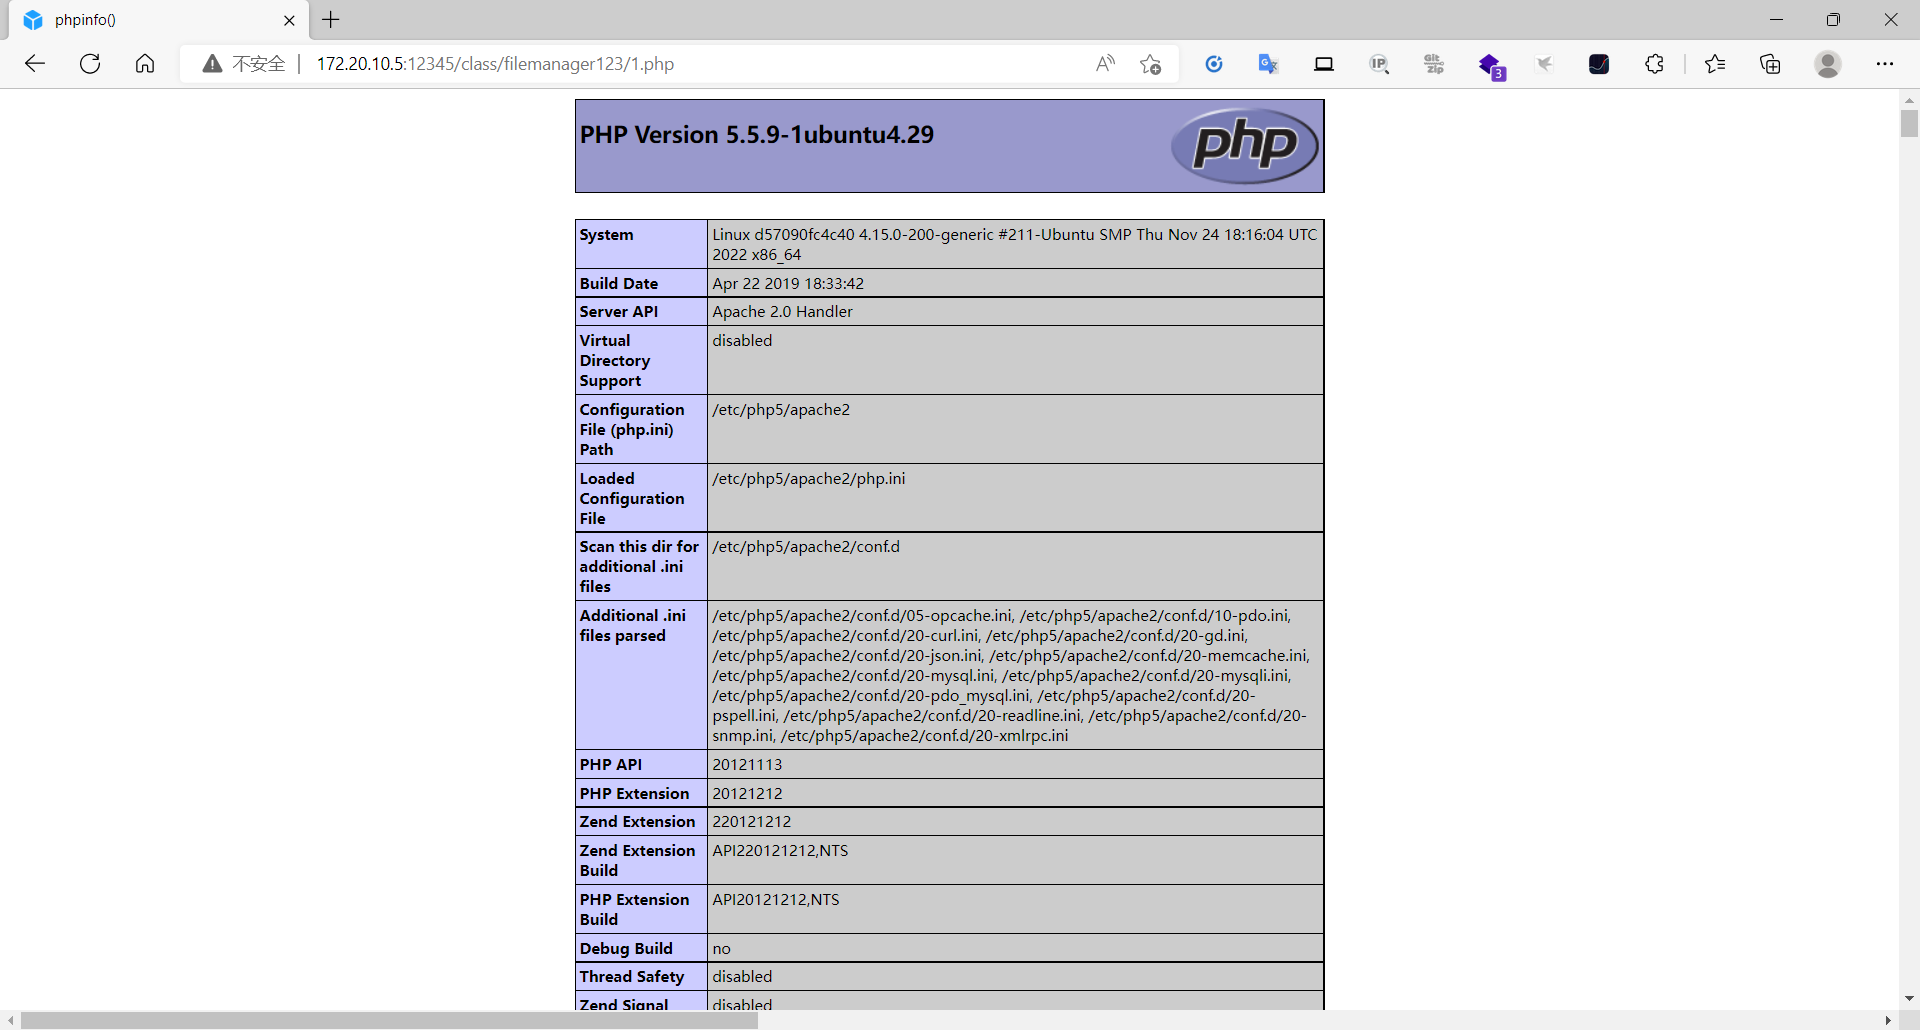 phpinfo()
不安全
172.20.10.5:12345/class/filemanager123/1.php
A
G
IP
Git
Zip
3
PHP Version 5.5.9-1ubuntu4.29
php
System
Linux d57090fc4c40 4.15.0-200-generic #211-Ubuntu SMP Thu Nov 24 18:16:04 UTC
2022 x86_64
Build Date
Apr 22 2019 18:33:42
Server API
Apache 2.0 Handler
Virtual
Directory
Support
disabled
Configuration
File (php.ini)
Path
/etc/php5/apache2
Loaded
Configuration
File
/etc/php5/apache2/php.ini
Scan this dir for
additional .ini
files
/etc/php5/apache2/conf.d
Additional .ini
files parsed
/etc/php5/apache2/conf.d/05-opcache.ini, /etc/php5/apache2/conf.d/10-pdo.ini,
/etc/php5/apache2/conf.d/20-curl.ini, /etc/php5/apache2/conf.d/20-gd.ini,
/etc/php5/apache2/conf.d/20-json.ini, /etc/php5/apache2/conf.d/20-memcache.ini,
/etc/php5/apache2/conf.d/20-mysql.ini, /etc/php5/apache2/conf.d/20-mysqli.ini,
/etc/php5/apache2/conf.d/20-pdo_mysql.ini, /etc/php5/apache2/conf.d/20-
pspell.ini, /etc/php5/apache2/conf.d/20-readline.ini, /etc/php5/apache2/conf.d/20-
snmp.ini, /etc/php5/apache2/conf.d/20-xmlrpc.ini
PHP API
20121113
PHP Extension
20121212
Zend Extension
220121212
Zend Extension
Build
API220121212,NTS
PHP Extension
Build
API20121212,NTS
Debug Build
no
Thread Safety
disabled
Zend Signal
disabled